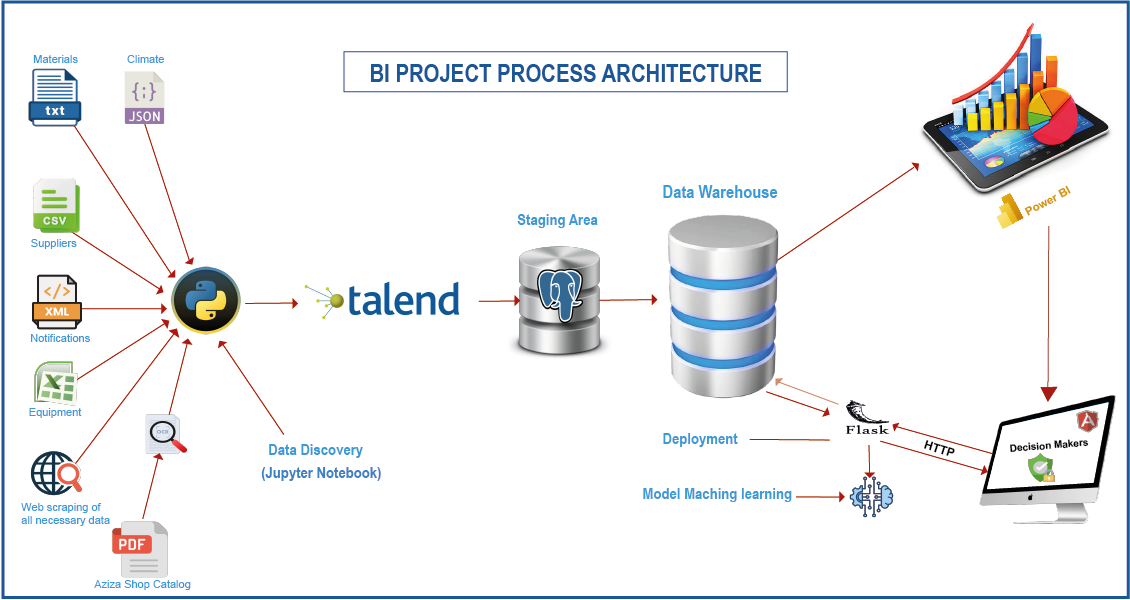 BI PROJECT PROCESS ARCHITECTURE
Materials
txt
Climate
{;}
JSON
CSV
Suppliers
</>
XML
Notifications
X
Equipment
OCR
Web scraping of
all necessary data
PDF
Aziza Shop Catalog
Data Discovery
(Jupyter Notebook)
talend
Staging Area
Data Warehouse
Power BI
Flask
HTTP
Deployment
Model Maching learning
A
Decision Makers